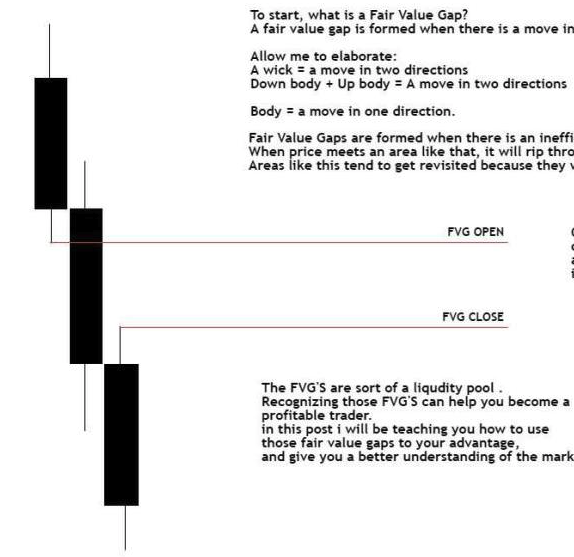 To start, what is a Fair Value Gap?
A fair value gap is formed when there is a move in
Allow me to elaborate:
A wick = a move in two directions
Down body + Up body = A move in two directions
Body = a move in one direction.
Fair Value Gaps are formed when there is an ineffi
When price meets an area like that, it will rip thro
Areas like this tend to get revisited because they
FVG OPEN
FVG CLOSE
The FVG'S are sort of a liqudity pool .
Recognizing those FVG'S can help you become a
profitable trader.
in this post i will be teaching you how to use
those fair value gaps to your advantage,
and give you a better understanding of the mark